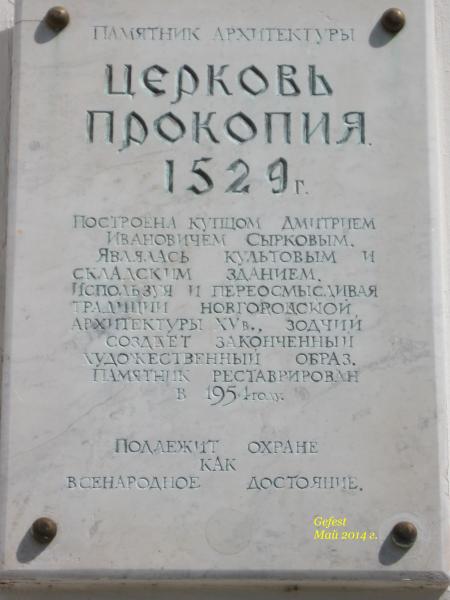 ПАМЯТНИК АРХИТЕКТУРЫ
ЦЕРКОВЬ
ПРОКОПИЯ.
1529 г.
ПОСТРОЕНА КУПЦОМ ДМИТРИЕМ
ИВАНОВИЧЕМ СЫРКОВЫМ.
ЯВЛЯЛАСЬ КУЛЬТОВЫМ И
СКЛАДСКИМ ЗДАНИЕМ.
ИСПОЛЬЗУЯ И ПЕРЕОСМЫСЛИВАЯ
ТРАДИЦИИ НОВГОРОДСКОЙ
АРХИТЕКТУРЫ XV в., ЗОДЧИЙ
СОЗДАЕТ ЗАКОНЧЕННЫЙ
ХУДОЖЕСТВЕННЫЙ ОБРАЗ.
ПАМЯТНИК РЕСТАВРИРОВАН
В 1954 году.
ПОДЛЕЖИТ ОХРАНЕ
КАК
ВСЕНАРОДНОЕ ДОСТОЯНИЕ.
Gefest
Май 2014 г.